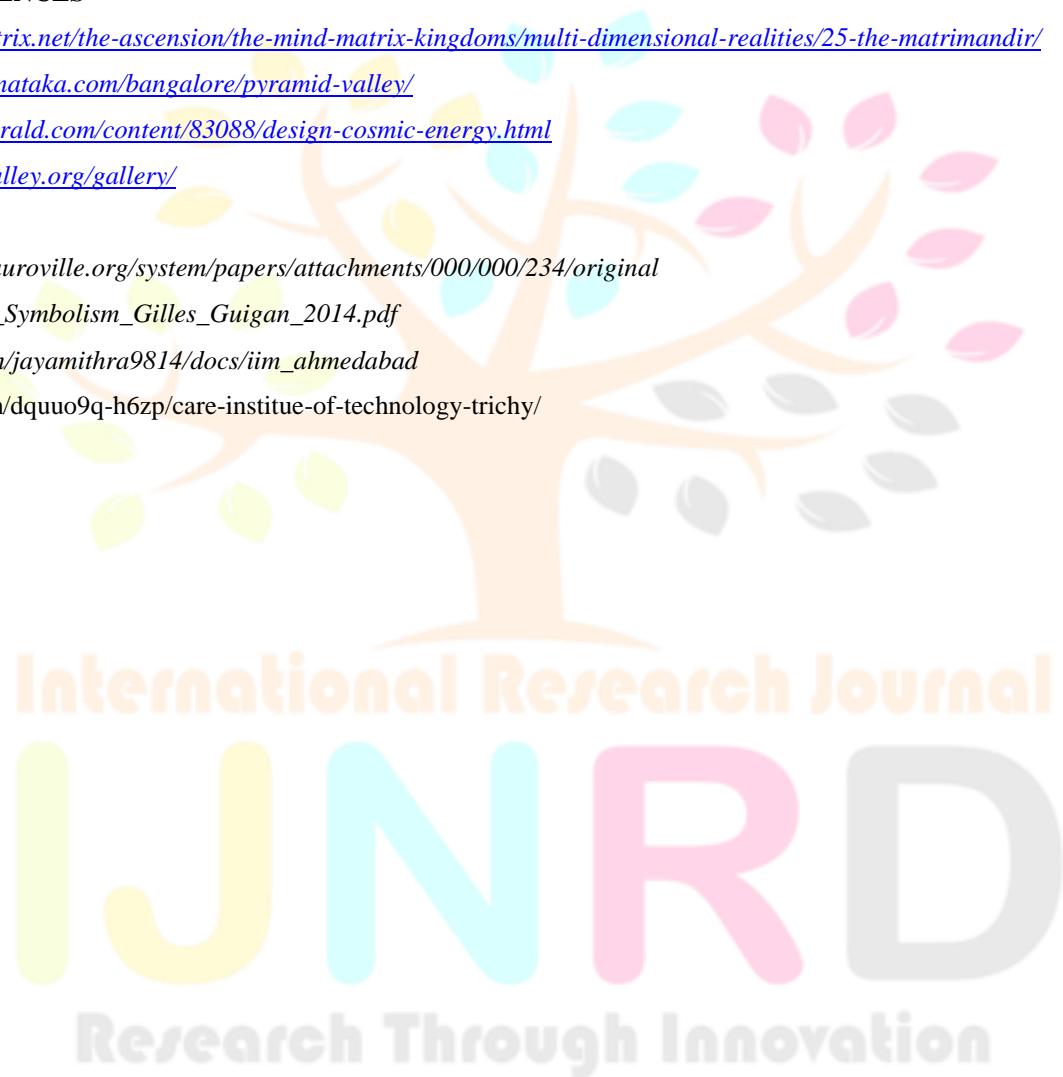 trix.net/the-ascension/the-mind-matrix-kingdoms/multi-dimensional-realities/25-the-matrimandir/
nataka.com/bangalore/pyramid-valley/
rald.com/content/83088/design-cosmic-energy.html
alley.org/gallery/
uroville.org/system/papers/attachments/000/000/234/original
_Symbolism_Gilles_Guigan_2014.pdf
n/jayamithra9814/docs/iim_ahmedabad
/dquuo9q-h6zp/care-institue-of-technology-trichy/
International Research Journal
IJNRD
Research Through Innovation